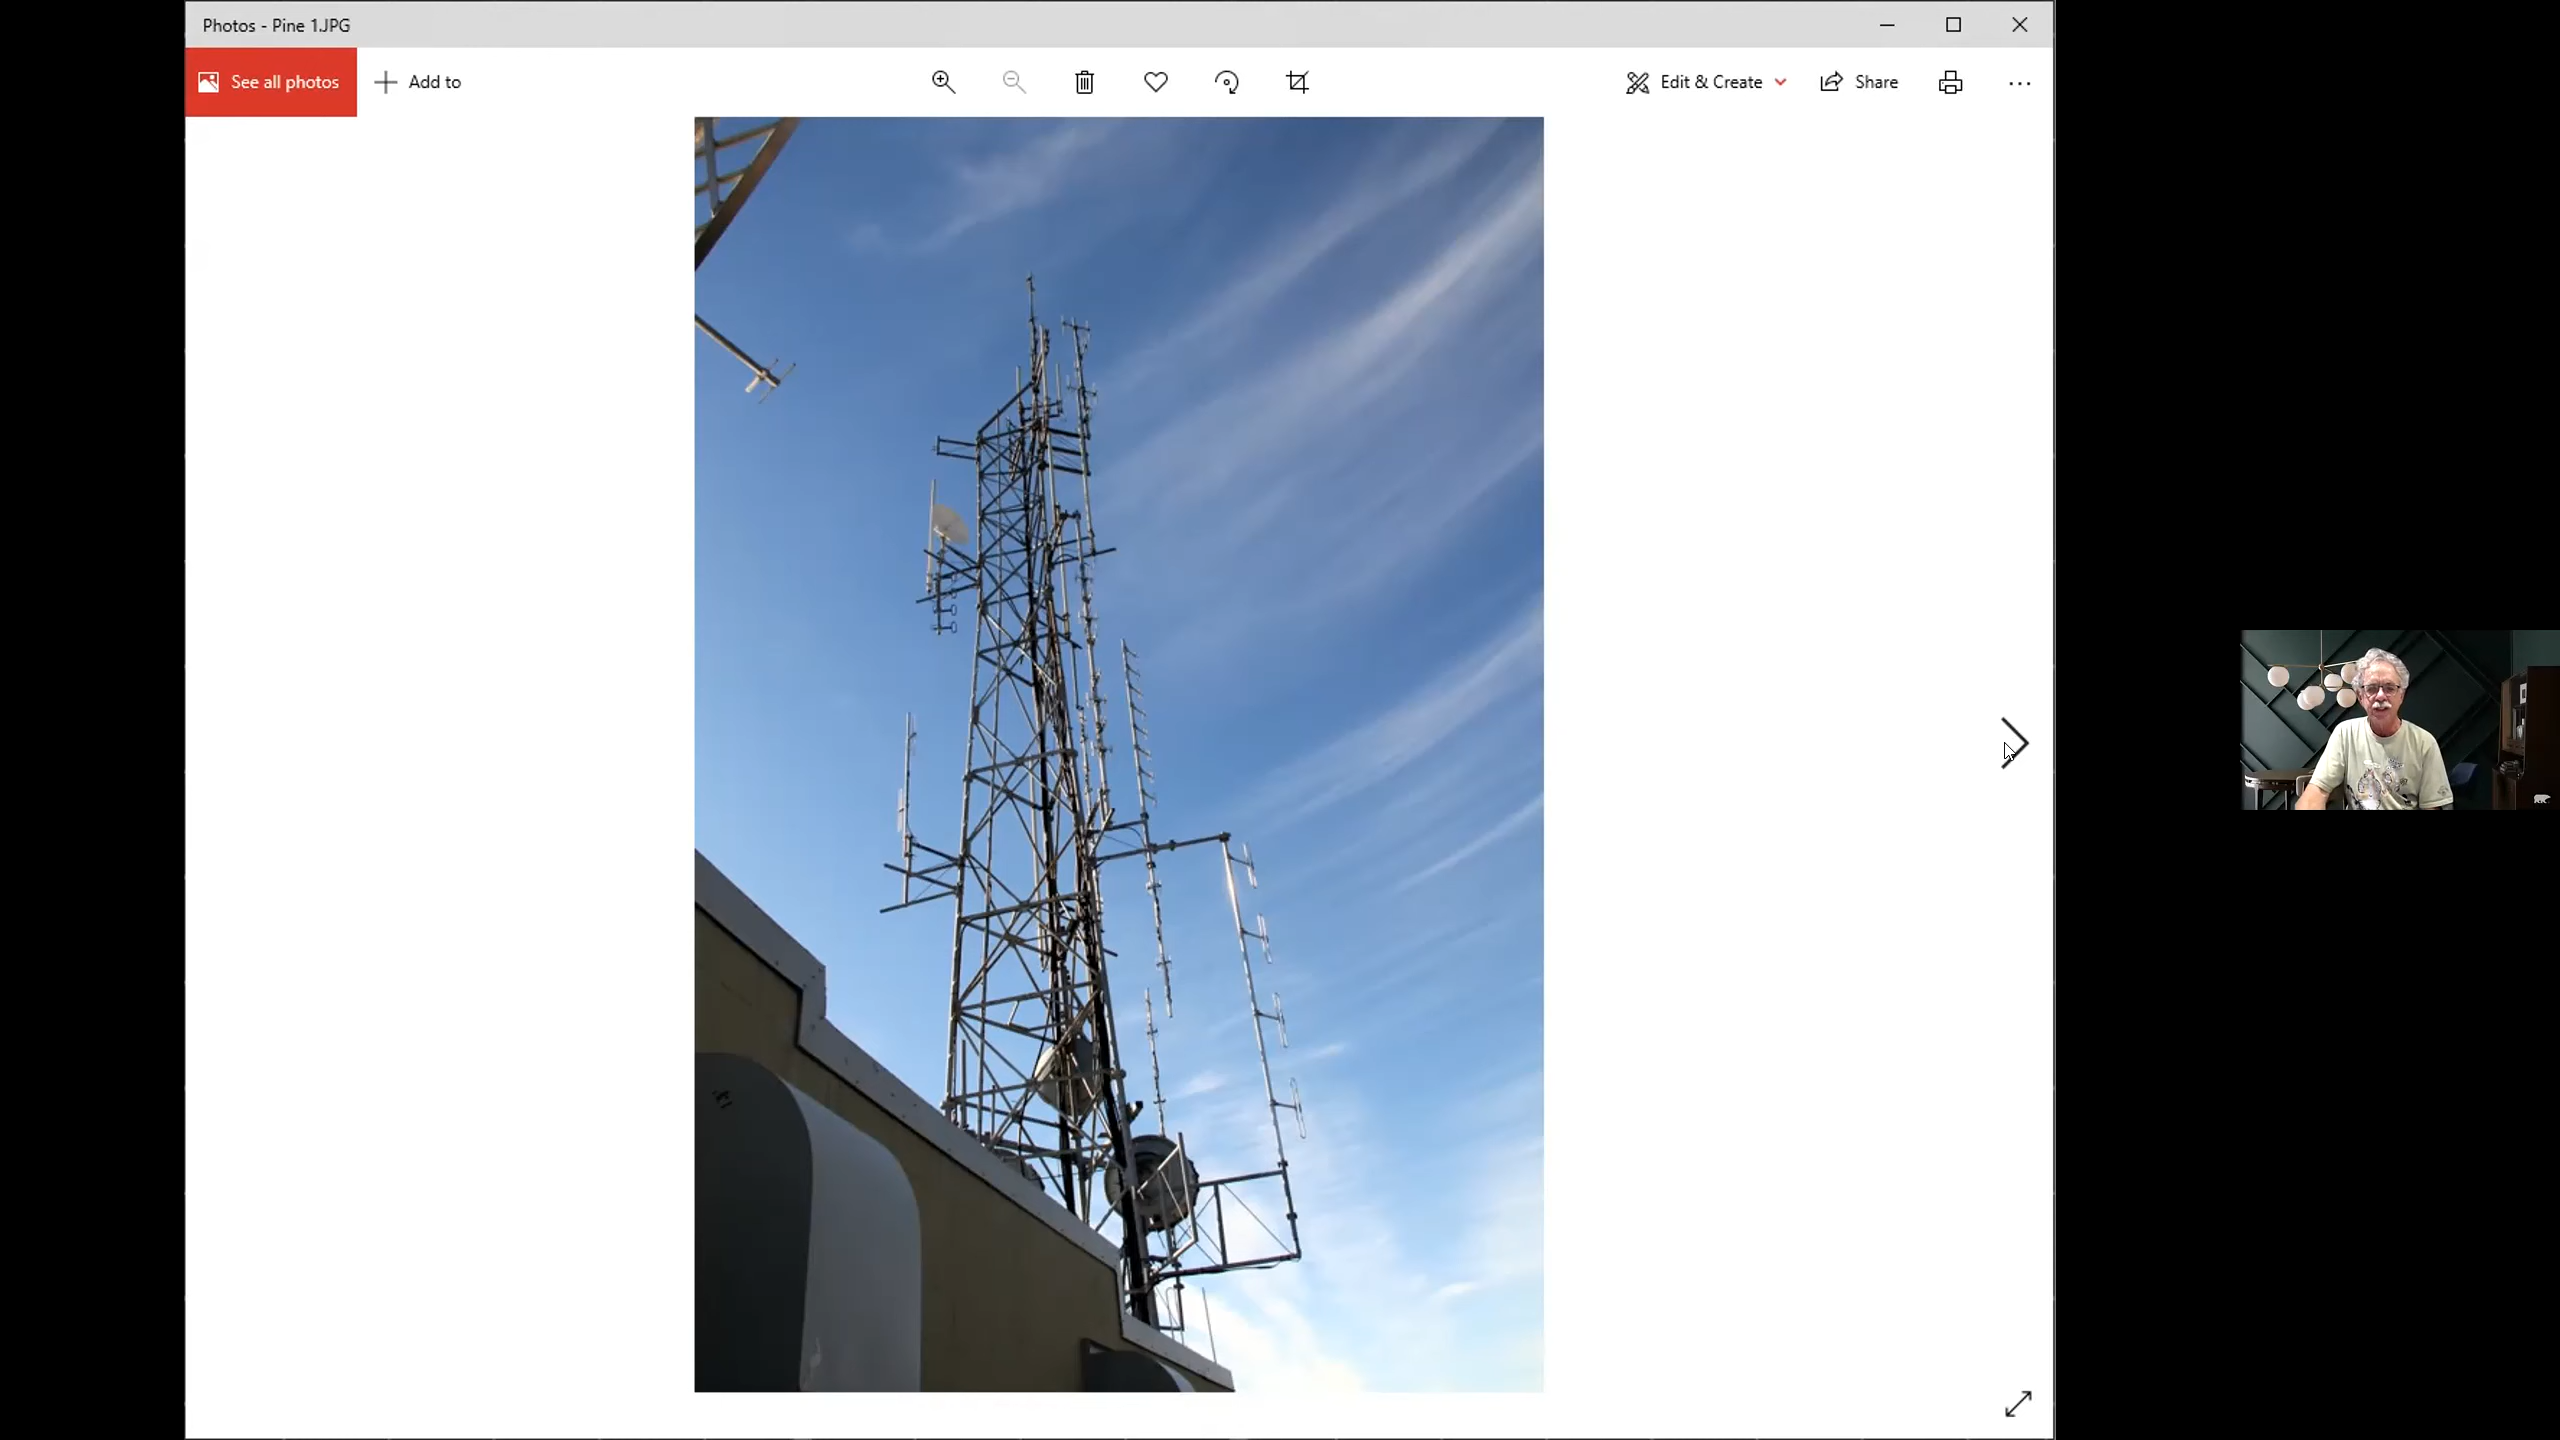 Photos - Pine 1.JPG
See all photos
Add to
Edit & Create
Share